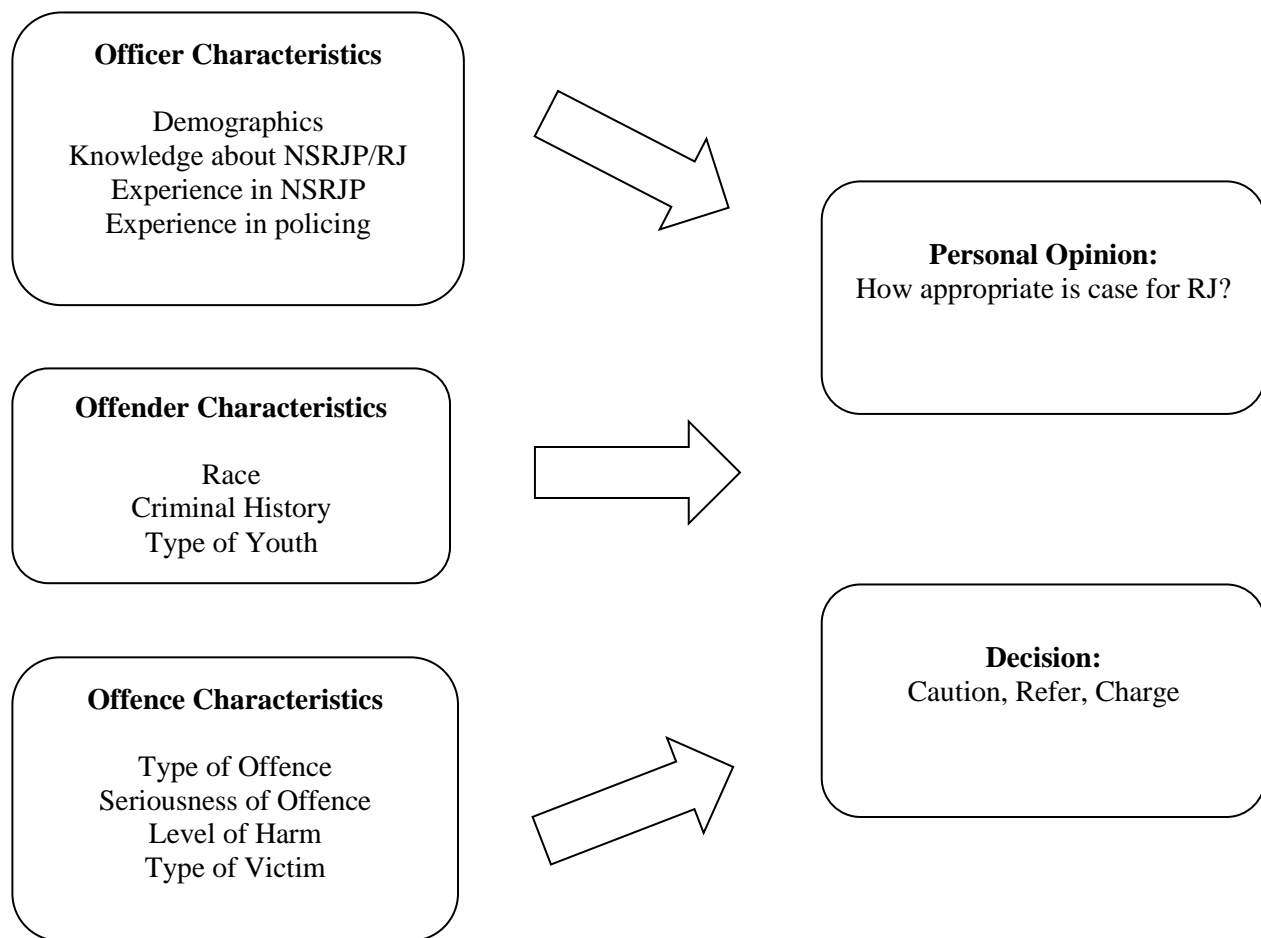 Officer Characteristics
Demographics
Knowledge about NSRJP/RJ
Experience in NSRJP
Experience in policing
Offender Characteristics
Race
Criminal History
Type of Youth
Offence Characteristics
Type of Offence
Seriousness of Offence
Level of Harm
Type of Victim
Personal Opinion:
How appropriate is case for RJ?
Decision:
Caution, Refer, Charge